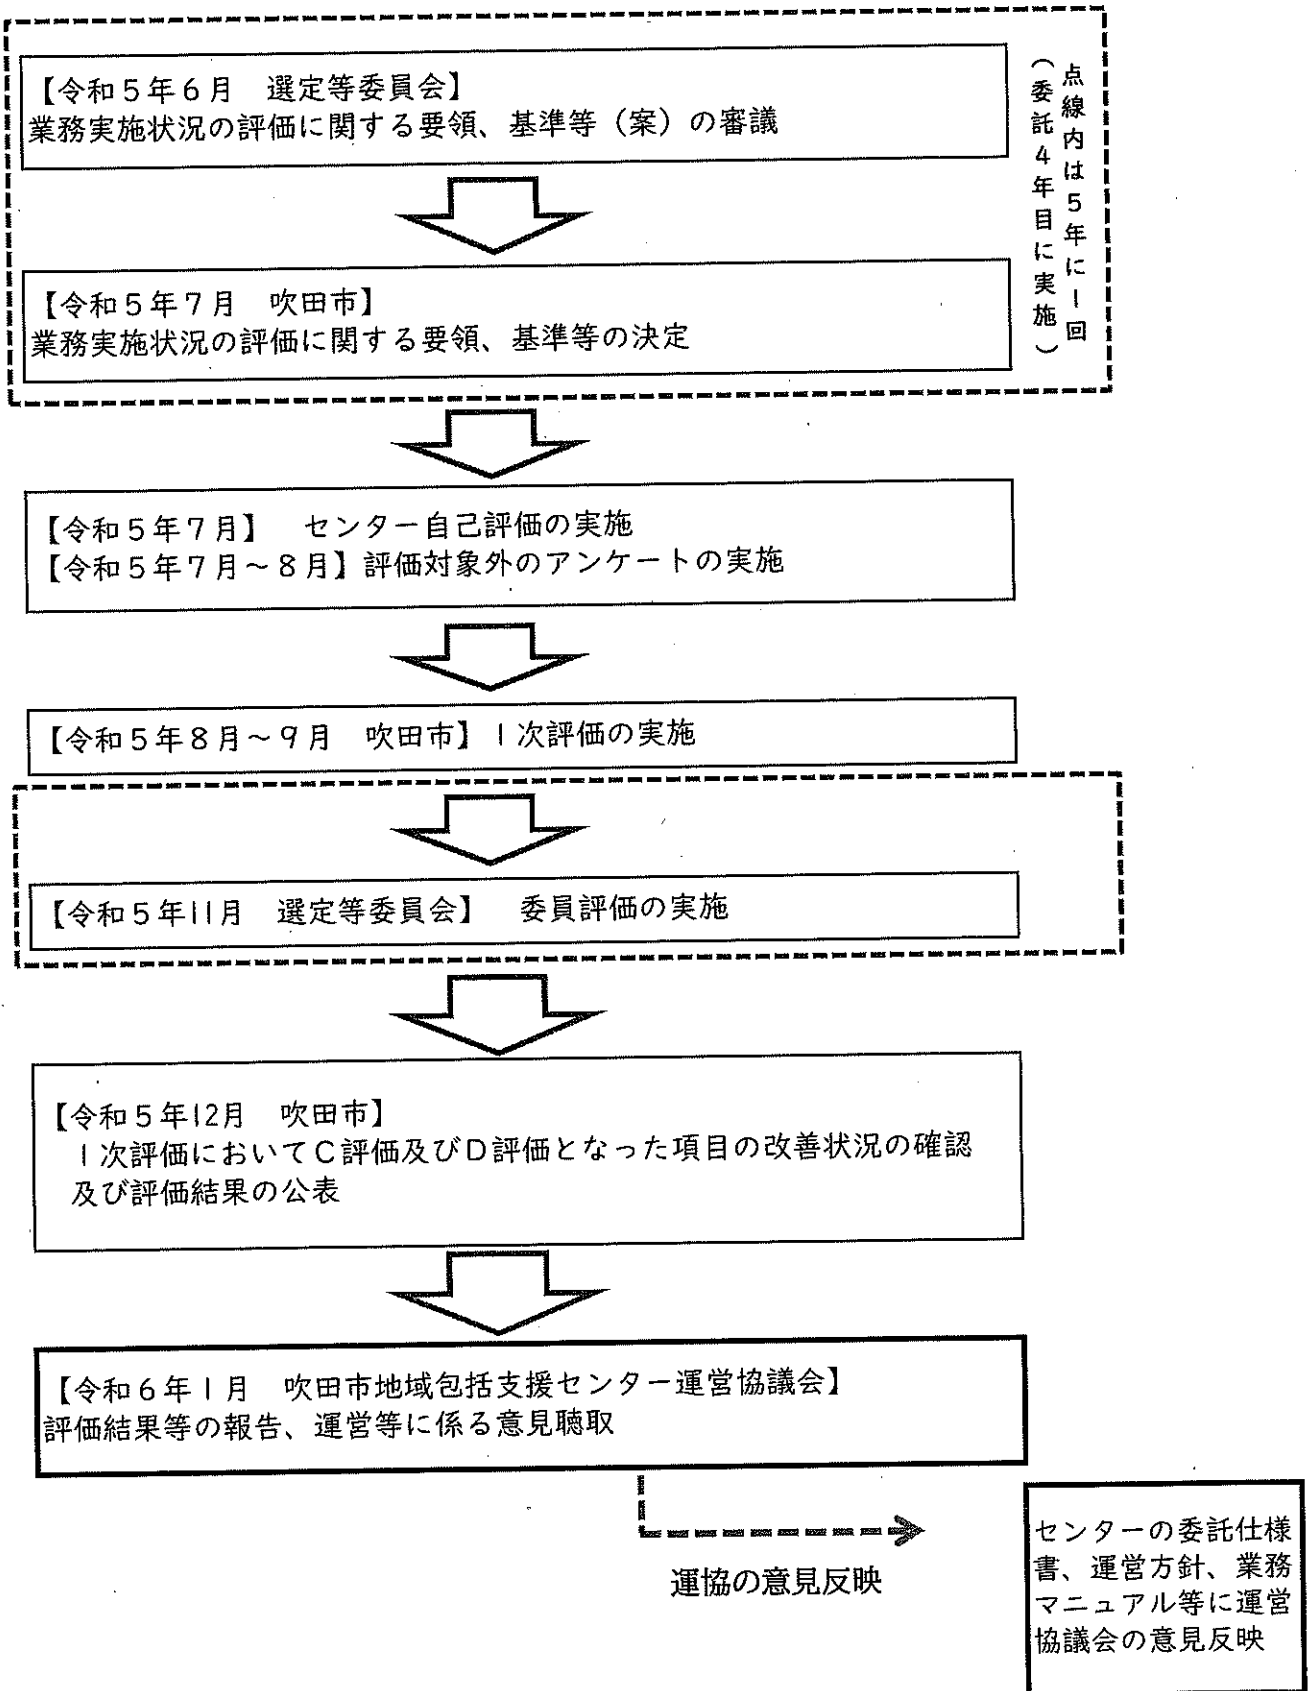 【令和5年6月　選定等委員会】
業務実施状況の評価に関する要領、基準等（案）の審議
点線内は5年に1回
（委託4年目に実施）
【令和5年7月　吹田市】
業務実施状況の評価に関する要領、基準等の決定
【令和5年7月】　センター自己評価の実施
【令和5年7月～8月】評価対象外のアンケートの実施
【令和5年8月～9月　吹田市】1次評価の実施
【令和5年11月　選定等委員会】　委員評価の実施
【令和5年12月　吹田市】
1次評価においてC評価及びD評価となった項目の改善状況の確認
及び評価結果の公表
【令和6年1月　吹田市地域包括支援センター運営協議会】
評価結果等の報告、運営等に係る意見聴取
運協の意見反映
センターの委託仕様
書、運営方針、業務
マニュアル等に運営
協議会の意見反映